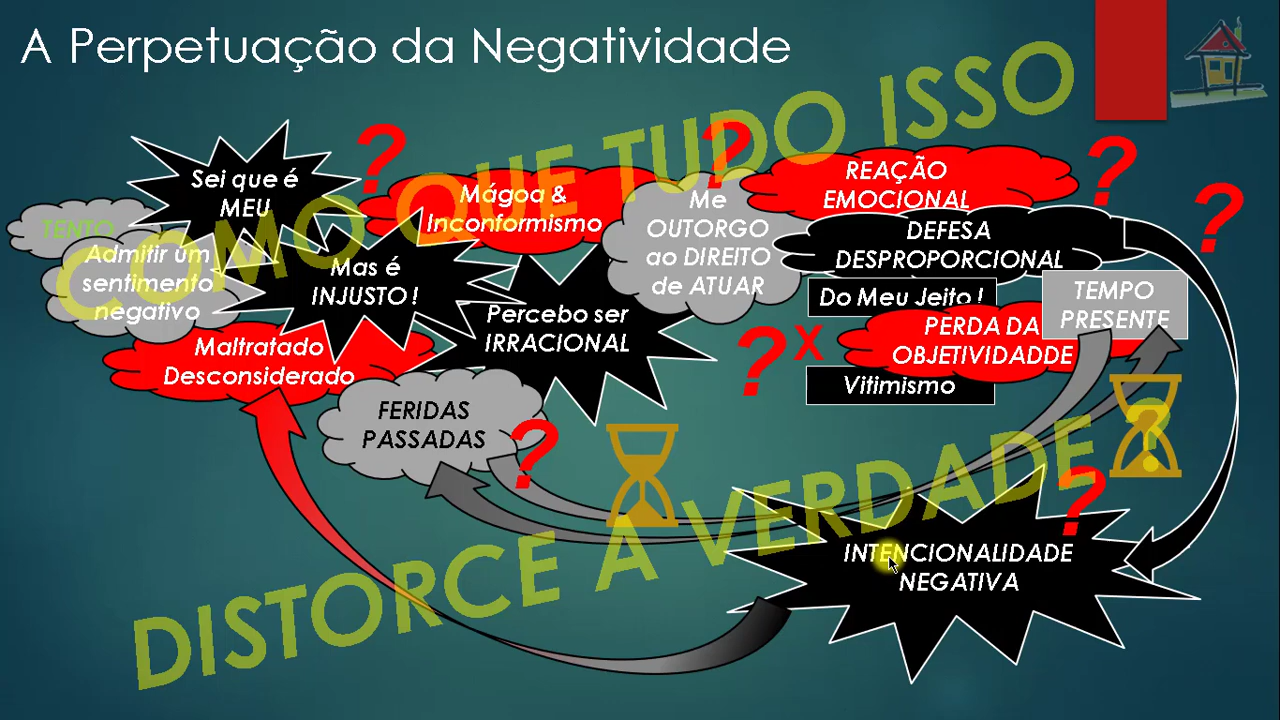 A Perpetuação da Negatividade
COMO QUE TUDO ISSO
DISTORCE A VERDADE ?
TENTO
Admitir um
sentimento
negativo
Sei que é
MEU
Mas é
INJUSTO !
Maltratado
Desconsiderado
Mágoa &
Inconformismo
Percebo ser
IRRACIONAL
FERIDAS
PASSADAS
Me
OUTORGO
ao DIREITO
de ATUAR
REAÇÃO
EMOCIONAL
DEFESA
DESPROPORCIONAL
Do Meu Jeito !
X
PERDA DA
OBJETIVIDADDE
Vitimismo
TEMPO
PRESENTE
INTENCIONALIDADE
NEGATIVA
?
?
?
?
?
?
?